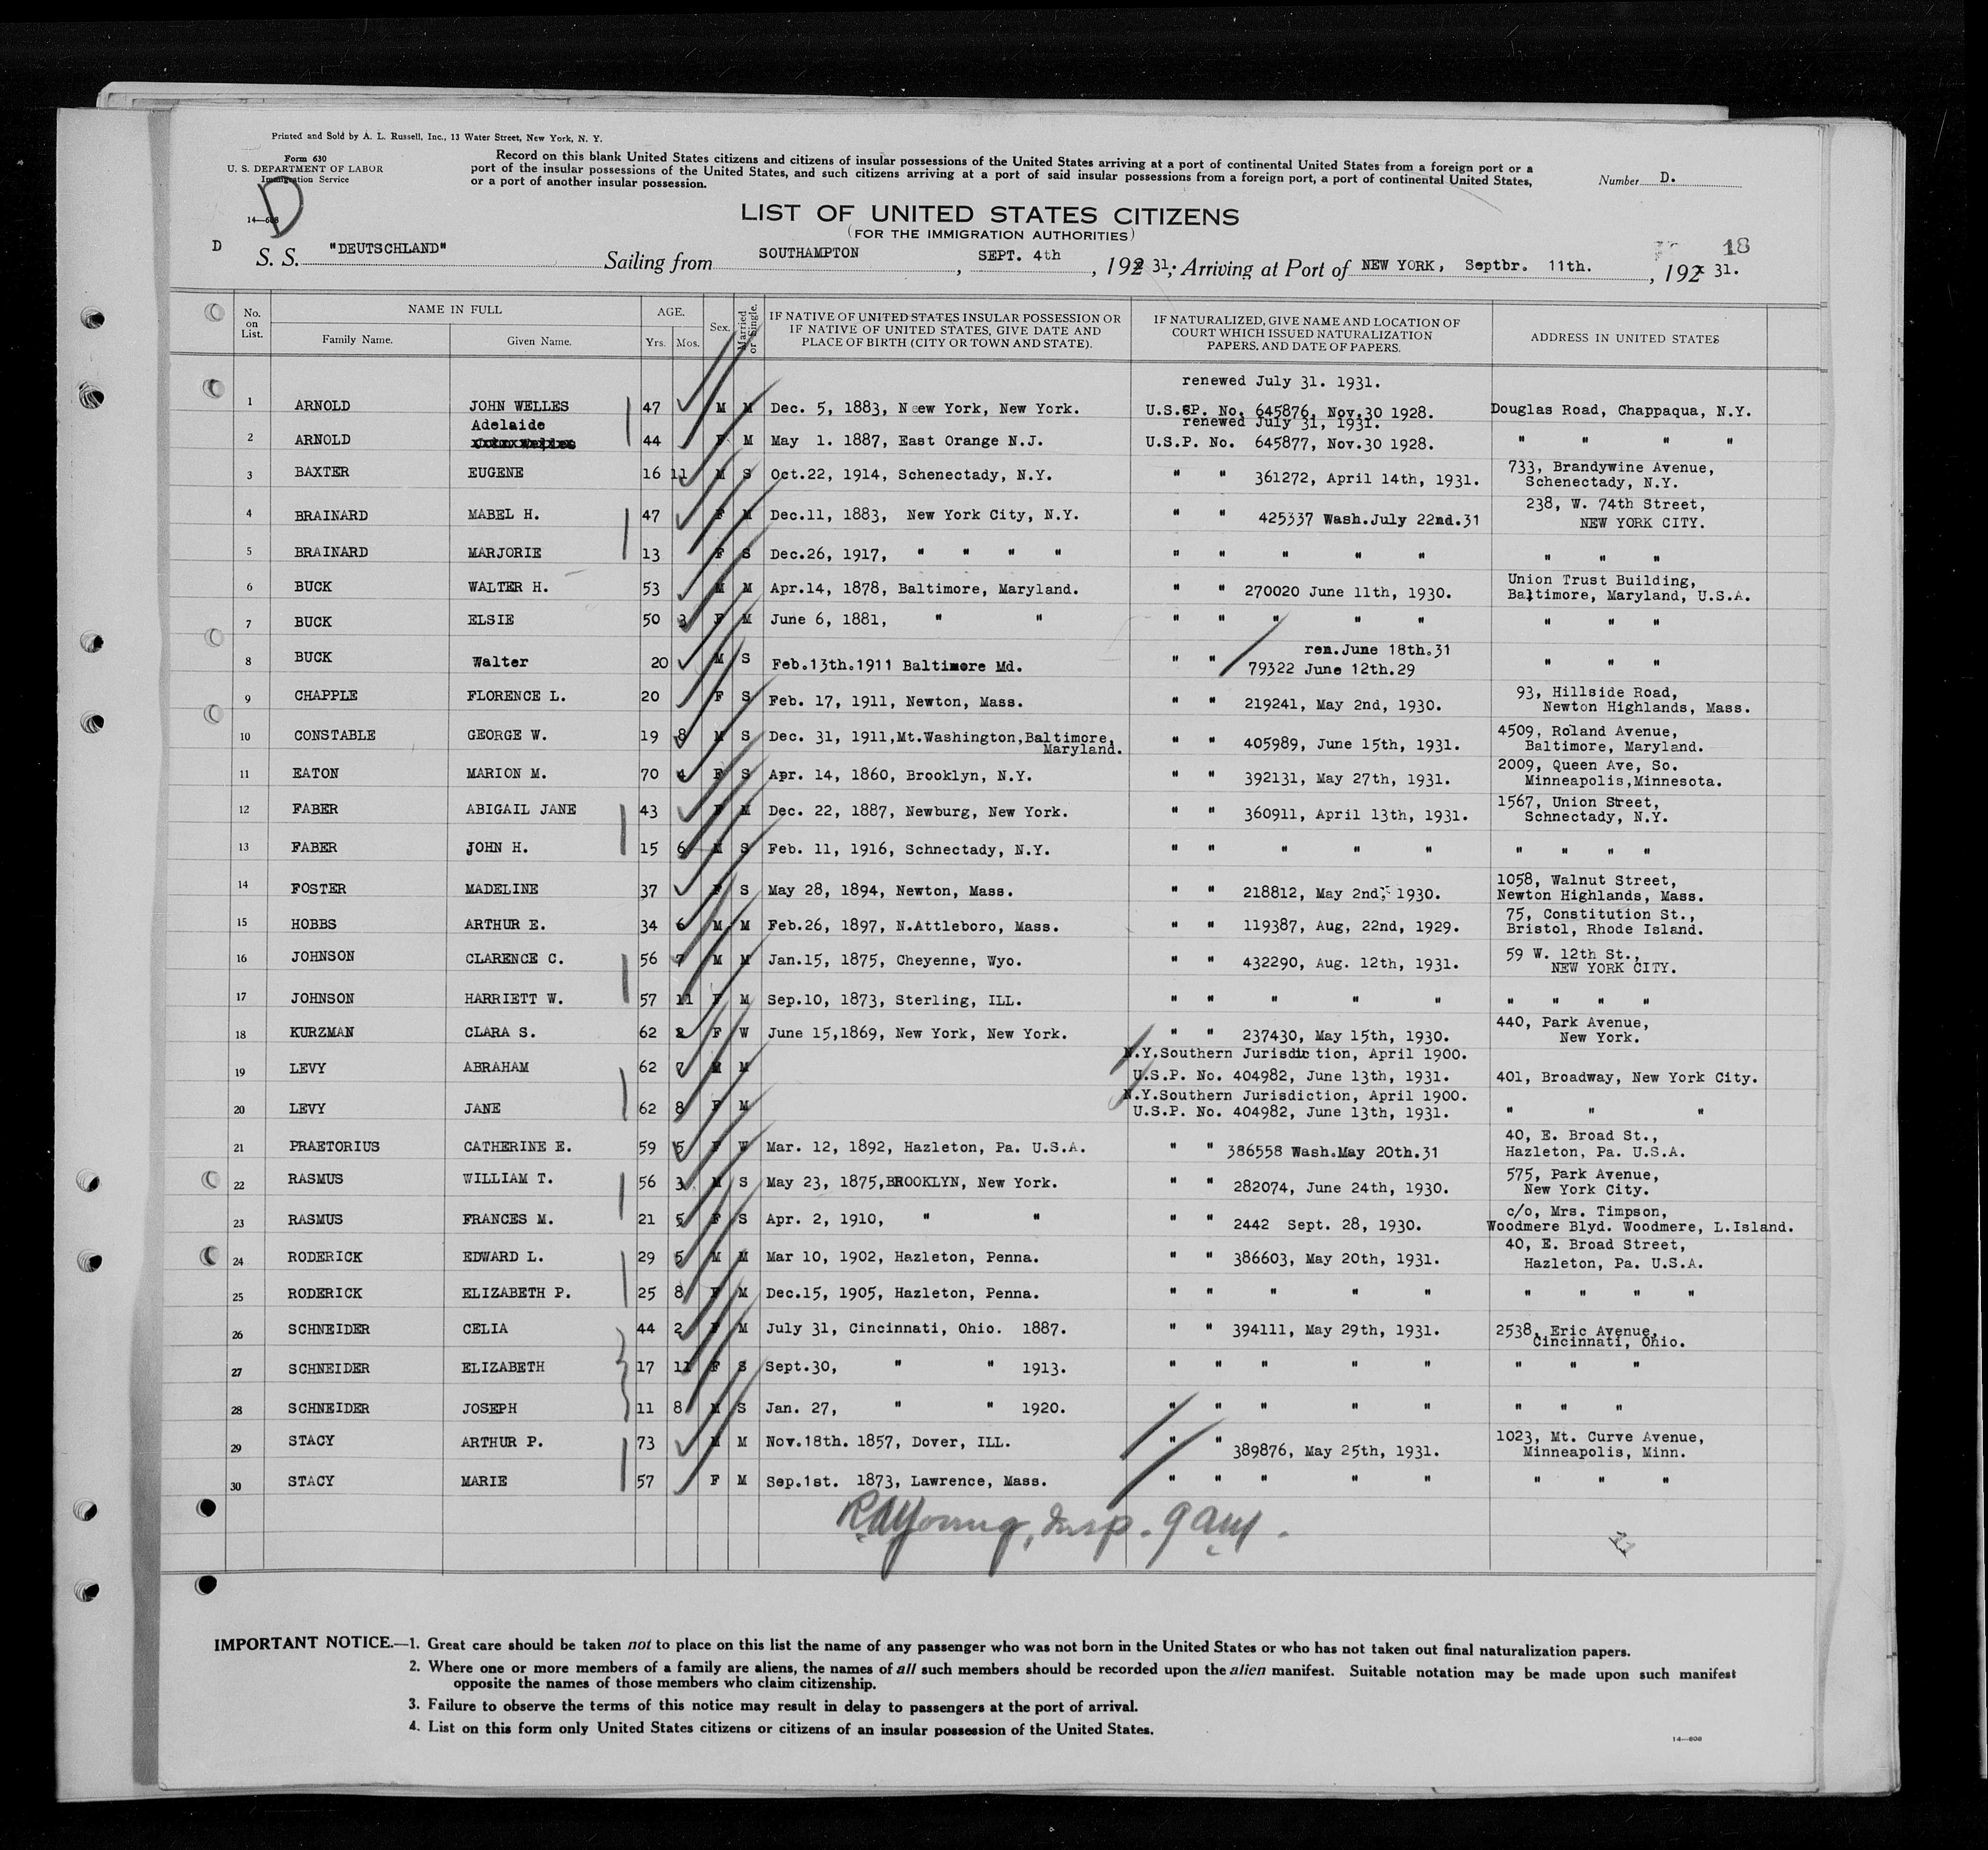 Printed and Sold by A. L. Russell, Inc., 13 Water Street, New York, N. Y.
Form 630
U. S. DEPARTMENT OF LABOR
Immigration Service
14—608
D
Record on this blank United States citizens and citizens of insular possessions of the United States arriving at a port of continental United States from a foreign port or a
port of the insular possessions of the United States, and such citizens arriving at a port of said insular possessions from a foreign port, a port of continental United States,
or a port of another insular possession.
Number D.
LIST OF UNITED STATES CITIZENS
(FOR THE IMMIGRATION AUTHORITIES)
18
D S. S. "DEUTSCHLAND" Sailing from SOUTHAMPTON, SEPT. 4th, 192 31; Arriving at Port of NEW YORK, Septbr. 11th., 192 31.
No. on List. NAME IN FULL Family Name. Given Name. AGE. Yrs. Mos. Sex. Married or Single. IF NATIVE OF UNITED STATES INSULAR POSSESSION OR IF NATIVE OF UNITED STATES, GIVE DATE AND PLACE OF BIRTH (CITY OR TOWN AND STATE). IF NATURALIZED, GIVE NAME AND LOCATION OF COURT WHICH ISSUED NATURALIZATION PAPERS, AND DATE OF PAPERS. ADDRESS IN UNITED STATES
renewed July 31. 1931.
1 ARNOLD JOHN WELLES 47 M M Dec. 5, 1883, Neew York, New York. U.S.P. No. 645876, Nov.30 1928. Douglas Road, Chappaqua, N.Y.
Adelaide renewed July 31, 1931.
2 ARNOLD 44 F M May 1. 1887, East Orange N.J. U.S.P. No. 645877, Nov.30 1928. " " " "
3 BAXTER EUGENE 16 11 M S Oct.22, 1914, Schenectady, N.Y. " " 361272, April 14th, 1931. 733, Brandywine Avenue,
Schenectady, N.Y.
4 BRAINARD MABEL H. 47 F M Dec.11, 1883, New York City, N.Y. " " 425337 Wash.July 22nd.31 238, W. 74th Street,
NEW YORK CITY.
5 BRAINARD MARJORIE 13 F S Dec.26, 1917, " " " " " " " " " " " "
6 BUCK WALTER H. 53 M M Apr.14, 1878, Baltimore, Maryland. " " 270020 June 11th, 1930. Union Trust Building,
Baltimore, Maryland, U.S.A.
7 BUCK ELSIE 50 3 F M June 6, 1881, " " " " " " " " " "
ren.June 18th.31
8 BUCK Walter 20 M S Feb.13th.1911 Baltimore Md. " " 79322 June 12th.29 " " "
9 CHAPPLE FLORENCE L. 20 F S Feb. 17, 1911, Newton, Mass. " " 219241, May 2nd, 1930. 93, Hillside Road,
Newton Highlands, Mass.
10 CONSTABLE GEORGE W. 19 8 M S Dec. 31, 1911,Mt.Washington,Baltimore, Maryland. " " 405989, June 15th, 1931. 4509, Roland Avenue,
Baltimore, Maryland.
11 EATON MARION M. 70 4 F S Apr. 14, 1860, Brooklyn, N.Y. " " 392131, May 27th, 1931. 2009, Queen Ave, So.
Minneapolis,Minnesota.
12 FABER ABIGAIL JANE 43 F M Dec. 22, 1887, Newburg, New York. " " 360911, April 13th, 1931. 1567, Union Street,
Schnectady, N.Y.
13 FABER JOHN H. 15 6 M S Feb. 11, 1916, Schnectady, N.Y. " " " " " " " " "
14 FOSTER MADELINE 37 F S May 28, 1894, Newton, Mass. " " 218812, May 2nd, 1930. 1058, Walnut Street,
Newton Highlands, Mass.
15 HOBBS ARTHUR E. 34 6 M M Feb.26, 1897, N.Attleboro, Mass. " " 119387, Aug, 22nd, 1929. 75, Constitution St.,
Bristol, Rhode Island.
16 JOHNSON CLARENCE C. 56 7 M M Jan.15, 1875, Cheyenne, Wyo. " " 432290, Aug. 12th, 1931. 59 W. 12th St.,
NEW YORK CITY.
17 JOHNSON HARRIETT W. 57 11 F M Sep.10, 1873, Sterling, ILL. " " " " " " " " "
18 KURZMAN CLARA S. 62 2 F W June 15,1869, New York, New York. " " 237430, May 15th, 1930. 440, Park Avenue,
New York.
N.Y.Southern Jurisdiction, April 1900.
19 LEVY ABRAHAM 62 7 M M U.S.P. No. 404982, June 13th, 1931. 401, Broadway, New York City.
N.Y.Southern Jurisdiction, April 1900.
20 LEVY JANE 62 8 F M U.S.P. No. 404982, June 13th, 1931. " " "
21 PRAETORIUS CATHERINE E. 59 5 F W Mar. 12, 1892, Hazleton, Pa. U.S.A. " " 386558 Wash.May 20th.31 40, E. Broad St.,
Hazleton, Pa. U.S.A.
22 RASMUS WILLIAM T. 56 3 M S May 23, 1875,BROOKLYN, New York. " " 282074, June 24th, 1930. 575, Park Avenue,
New York City.
23 RASMUS FRANCES M. 21 5 F S Apr. 2, 1910, " " " " 2442 Sept. 28, 1930. c/o, Mrs. Timpson,
Woodmere Blyd. Woodmere, L.Island.
24 RODERICK EDWARD L. 29 5 M M Mar 10, 1902, Hazleton, Penna. " " 386603, May 20th, 1931. 40, E. Broad Street,
Hazleton, Pa. U.S.A.
25 RODERICK ELIZABETH P. 25 8 F M Dec.15, 1905, Hazleton, Penna. " " " " " " " " "
26 SCHNEIDER CELIA 44 2 F M July 31, Cincinnati, Ohio. 1887. " " 394111, May 29th, 1931. 2538, Eric Avenue,
Cincinnati, Ohio.
27 SCHNEIDER ELIZABETH 17 11 F S Sept.30, " " 1913. " " " " " " " "
28 SCHNEIDER JOSEPH 11 8 M S Jan. 27, " " 1920. " " " " " " " "
29 STACY ARTHUR P. 73 M M Nov.18th. 1857, Dover, ILL. " " 389876, May 25th, 1931. 1023, Mt. Curve Avenue,
Minneapolis, Minn.
30 STACY MARIE 57 F M Sep.1st. 1873, Lawrence, Mass. " " " " " " " "
Young, Insp.
IMPORTANT NOTICE.—1. Great care should be taken not to place on this list the name of any passenger who was not born in the United States or who has not taken out final naturalization papers.
2. Where one or more members of a family are aliens, the names of all such members should be recorded upon the alien manifest. Suitable notation may be made upon such manifest
opposite the names of those members who claim citizenship.
3. Failure to observe the terms of this notice may result in delay to passengers at the port of arrival.
4. List on this form only United States citizens or citizens of an insular possession of the United States.
14—608